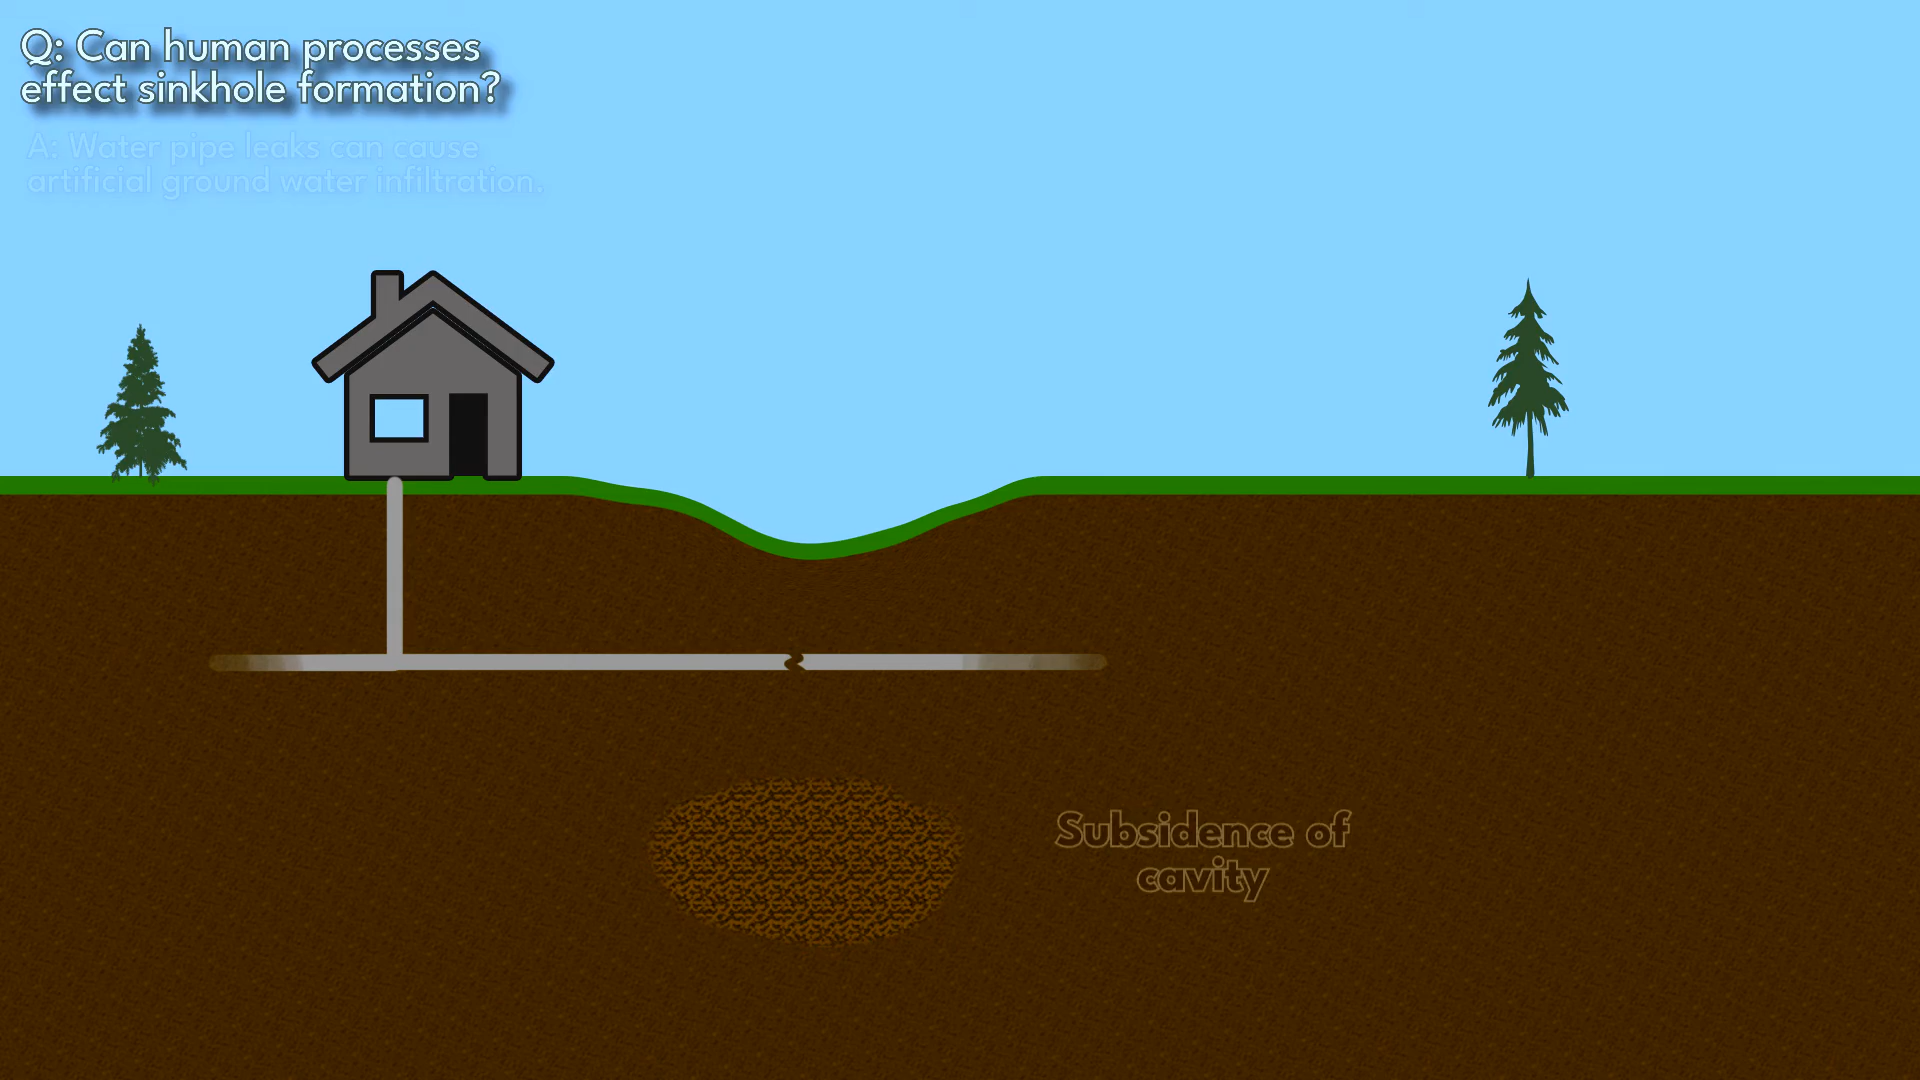 Q: Can human processes
effect sinkhole formation?
A: Water pipe leaks can cause
artificial ground water infiltration.
Subsidence of
cavity